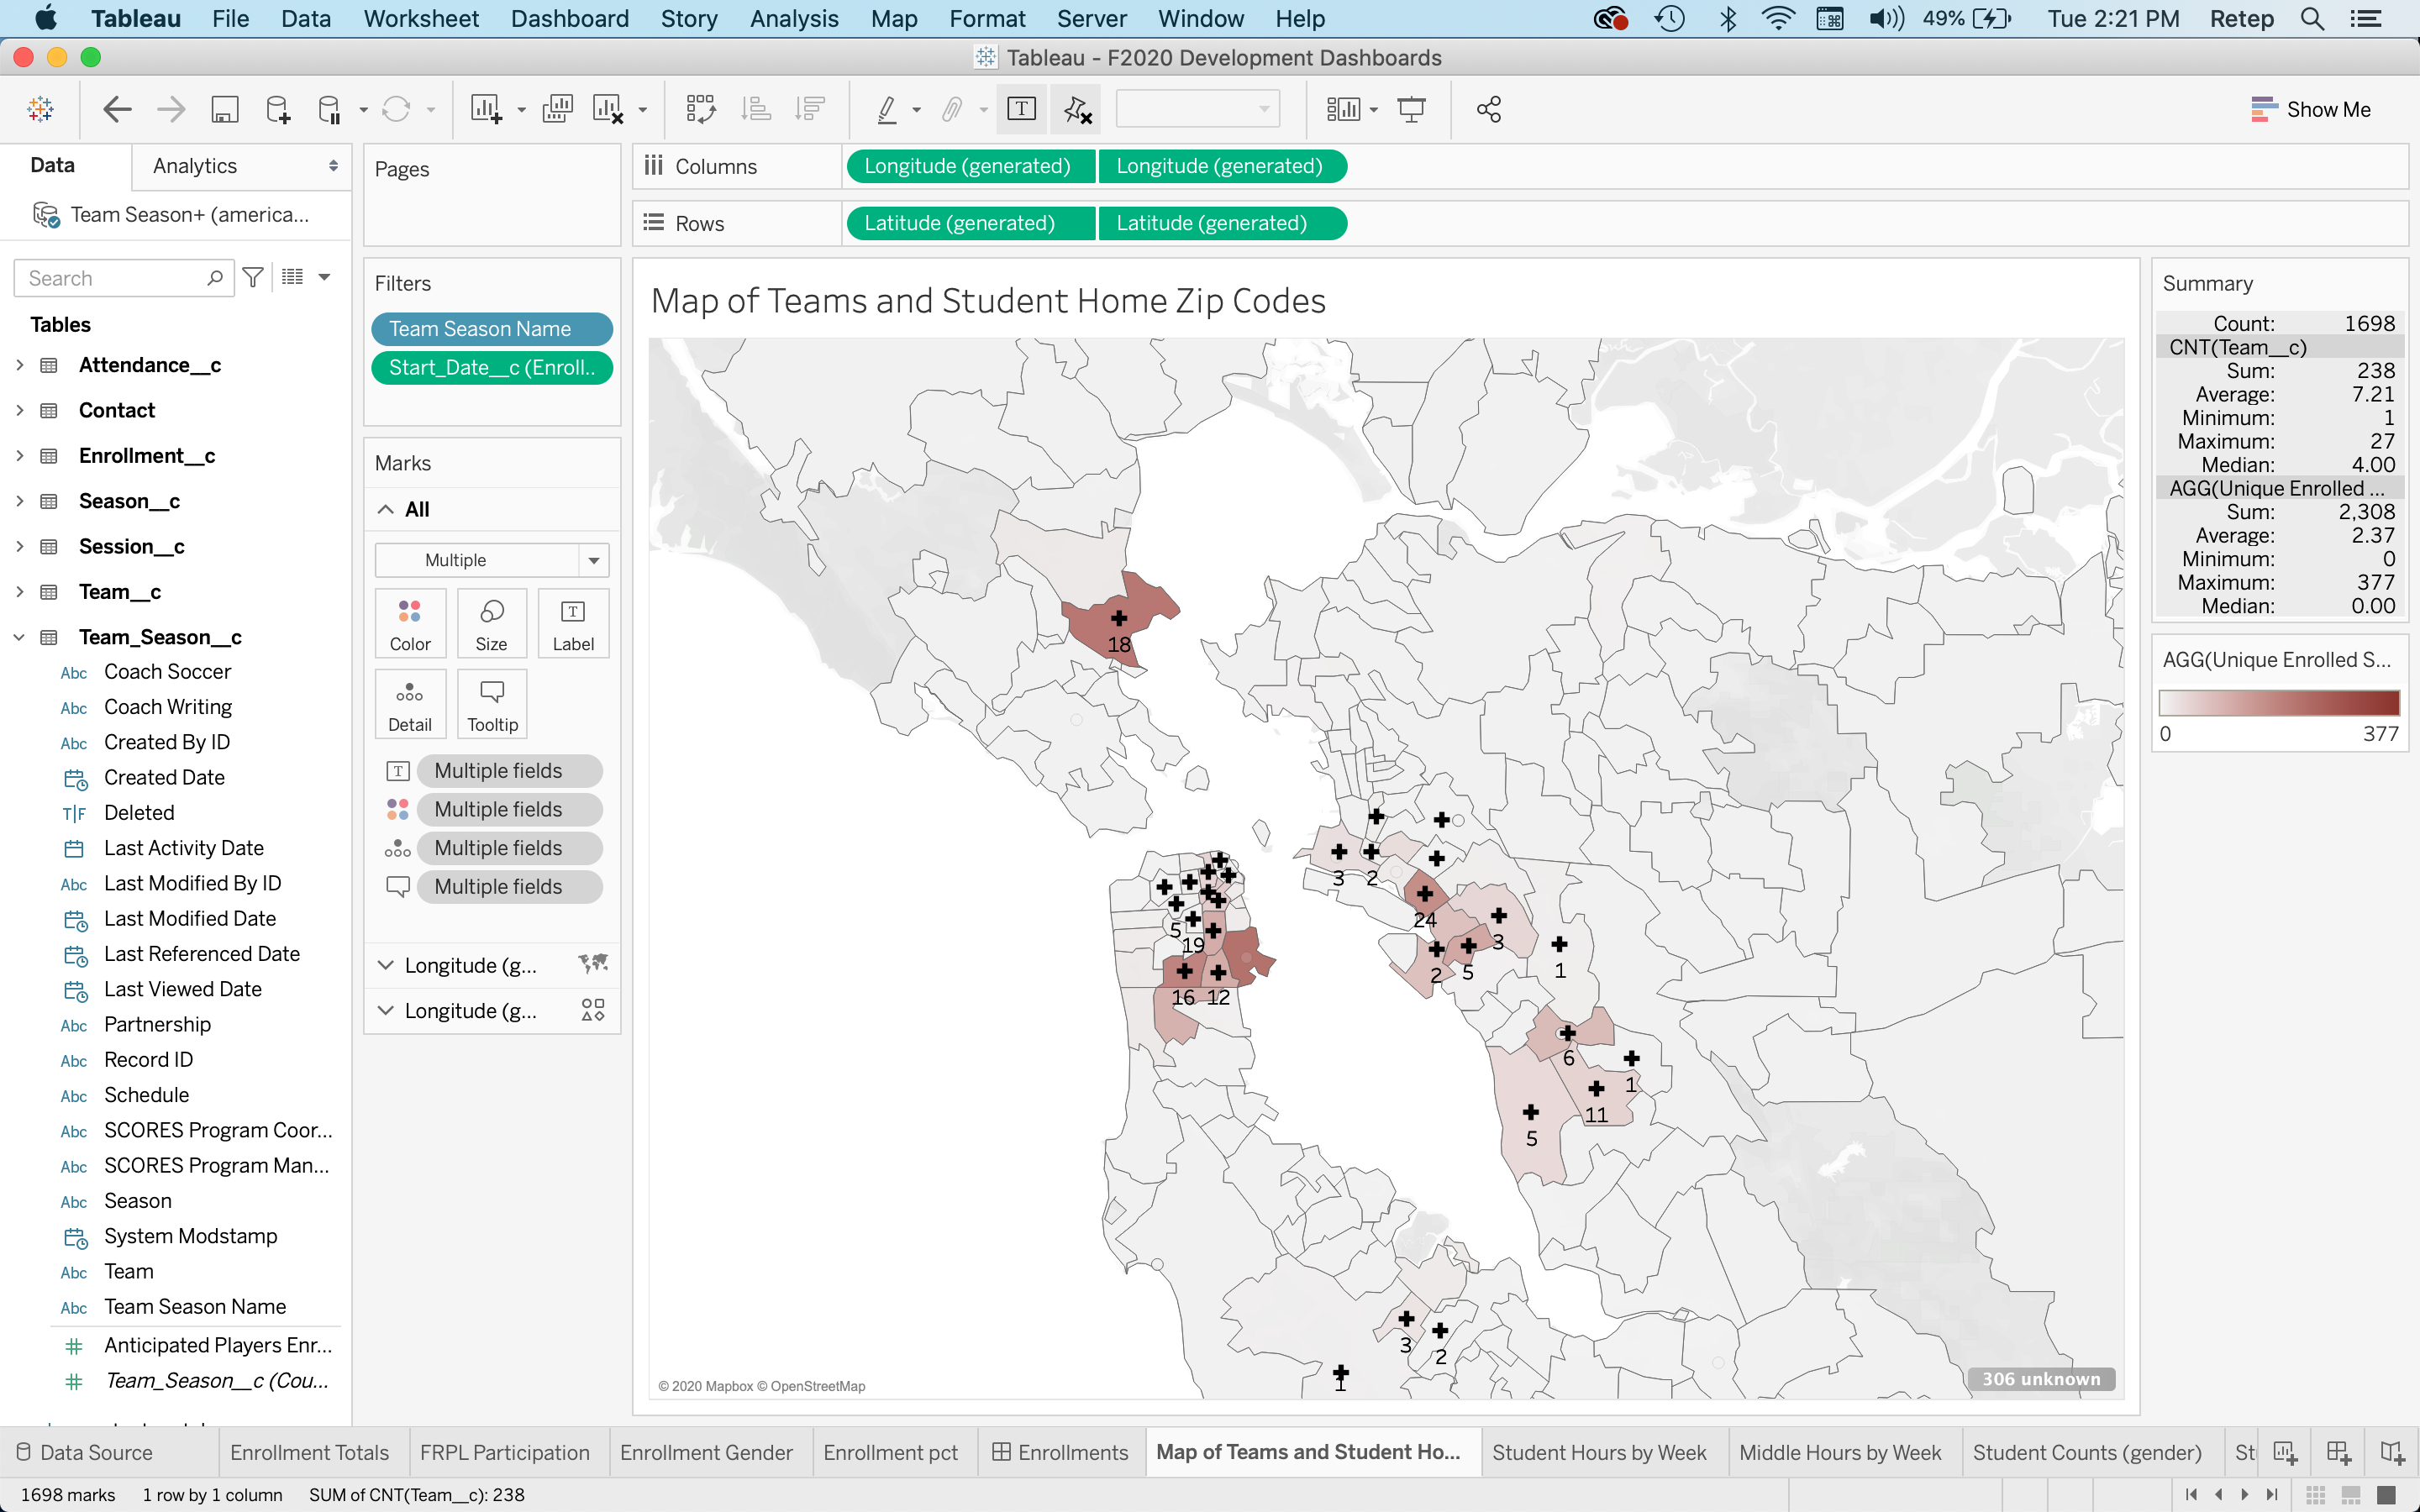 Tableau File Data Worksheet Dashboard Story Analysis Map Format Server Window Help 49% Tue 2:21 PM Retep
Tableau - F2020 Development Dashboards
Show Me
Data Analytics
Team Season+ (america...
Search
Tables
Attendance__c
Contact
Enrollment__c
Season__c
Session__c
Team__c
Team_Season__c
Abc Coach Soccer
Abc Coach Writing
Abc Created By ID
Created Date
T|F Deleted
Last Activity Date
Abc Last Modified By ID
Last Modified Date
Last Referenced Date
Last Viewed Date
Abc Partnership
Abc Record ID
Abc Schedule
Abc SCORES Program Coor...
Abc SCORES Program Man...
Abc Season
System Modstamp
Abc Team
Abc Team Season Name
# Anticipated Players Enr...
# Team_Season__c (Cou...
Pages
Filters
Team Season Name
Start_Date__c (Enroll..
Marks
All
Multiple
Color Size T Label
Detail Tooltip
T Multiple fields
Multiple fields
Multiple fields
Multiple fields
Longitude (g...
Longitude (g...
Columns Longitude (generated) Longitude (generated)
Rows Latitude (generated) Latitude (generated)
Map of Teams and Student Home Zip Codes
18
3 2
24
5
19
3
2 5
1
16 12
6
1
11
5
3
2
1
© 2020 Mapbox © OpenStreetMap
306 unknown
Summary
Count: 1698
CNT(Team__c)
Sum: 238
Average: 7.21
Minimum: 1
Maximum: 27
Median: 4.00
AGG(Unique Enrolled ...
Sum: 2,308
Average: 2.37
Minimum: 0
Maximum: 377
Median: 0.00
AGG(Unique Enrolled S...
0 377
Data Source Enrollment Totals FRPL Participation Enrollment Gender Enrollment pct Enrollments Map of Teams and Student Ho... Student Hours by Week Middle Hours by Week Student Counts (gender) St
1698 marks 1 row by 1 column SUM of CNT(Team__c): 238